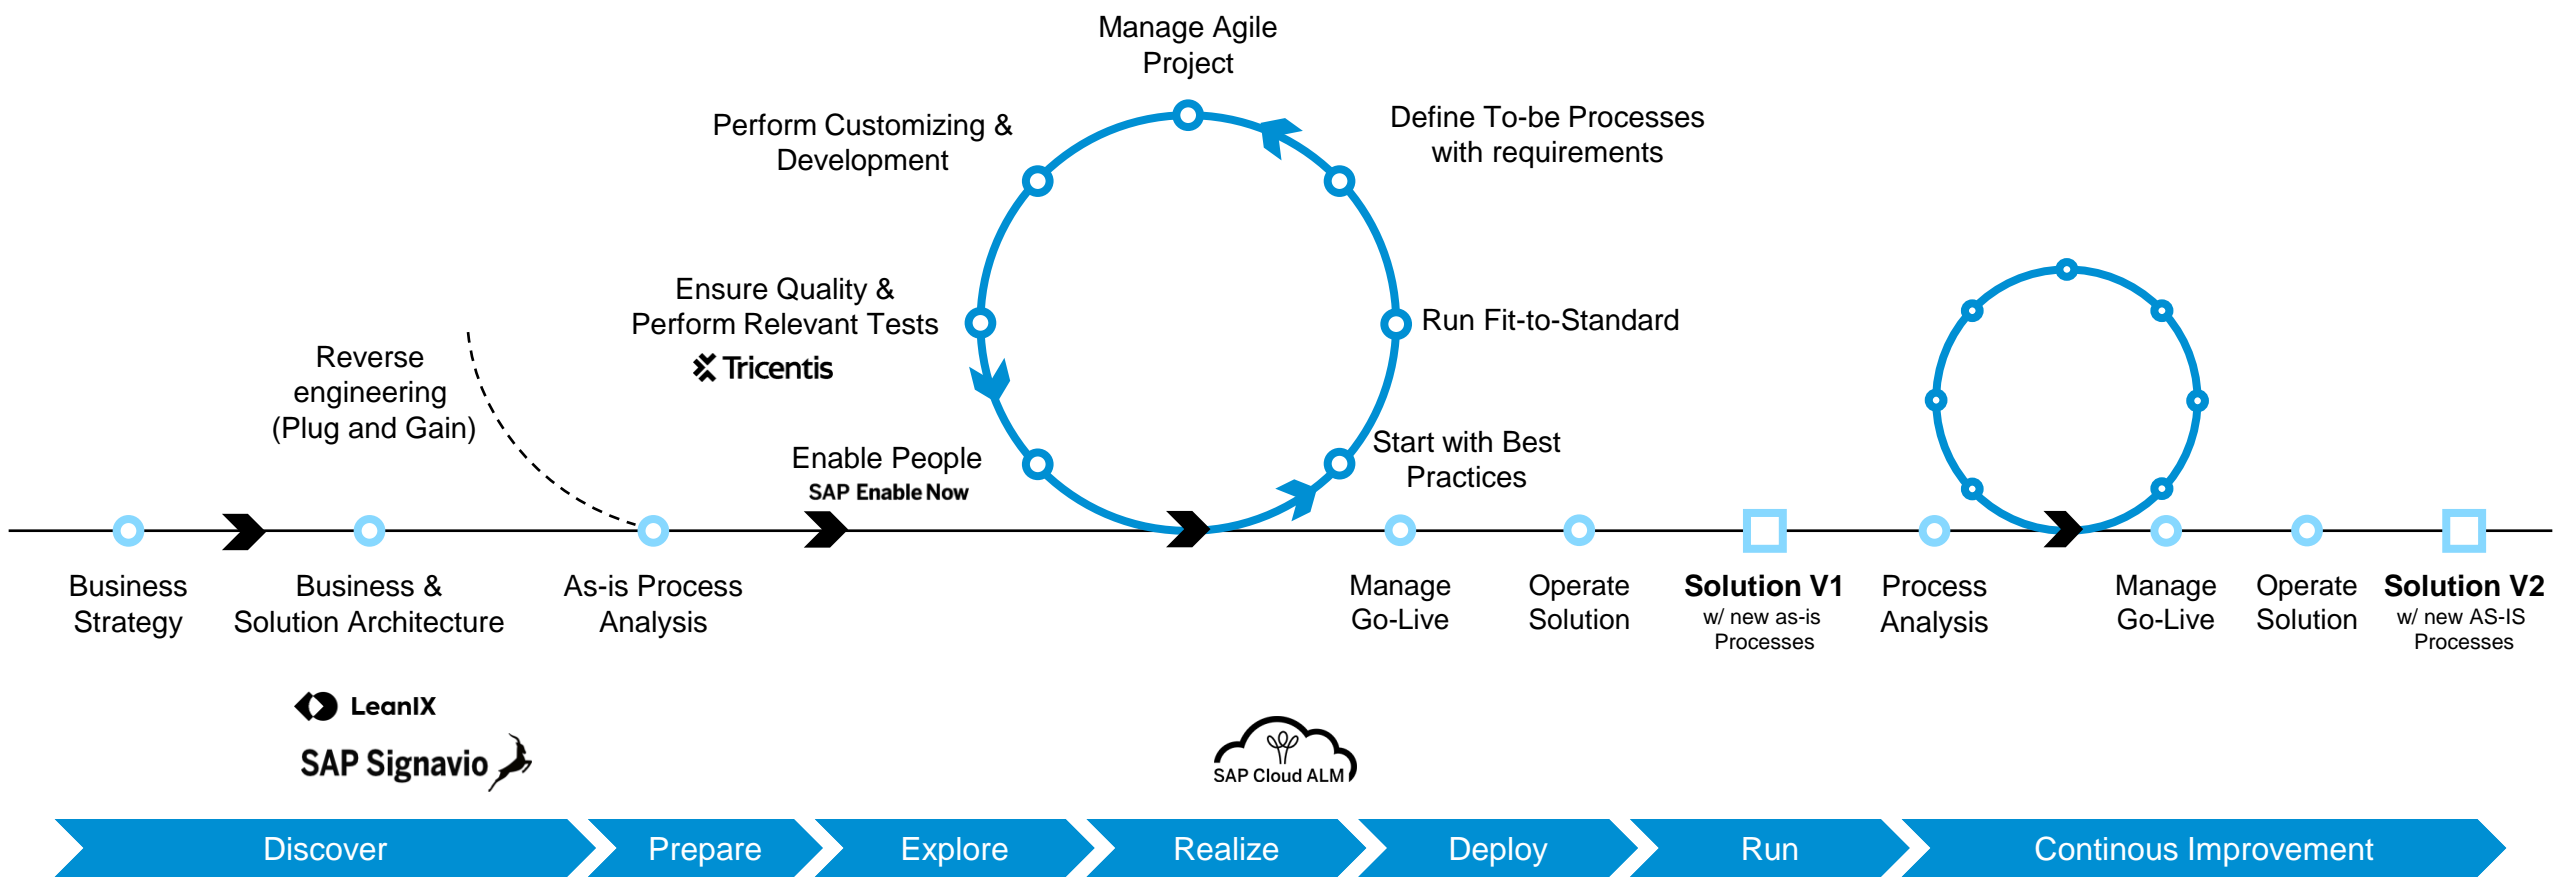 Manage Agile
Project
Perform Customizing &
Development
Define To-be Processes
with requirements
Ensure Quality &
Perform Relevant Tests
Tricentis
Run Fit-to-Standard
Reverse
engineering
(Plug and Gain)
Enable People
SAP Enable Now
Start with Best
Practices
Business
Strategy
Business &
Solution Architecture
As-is Process
Analysis
Manage
Go-Live
Operate
Solution
Solution V1
w/ new as-is
Processes
Process
Analysis
Manage
Go-Live
Operate
Solution
Solution V2
w/ new AS-IS
Processes
LeanIX
SAP Signavio
SAP Cloud ALM
Discover
Prepare
Explore
Realize
Deploy
Run
Continous Improvement